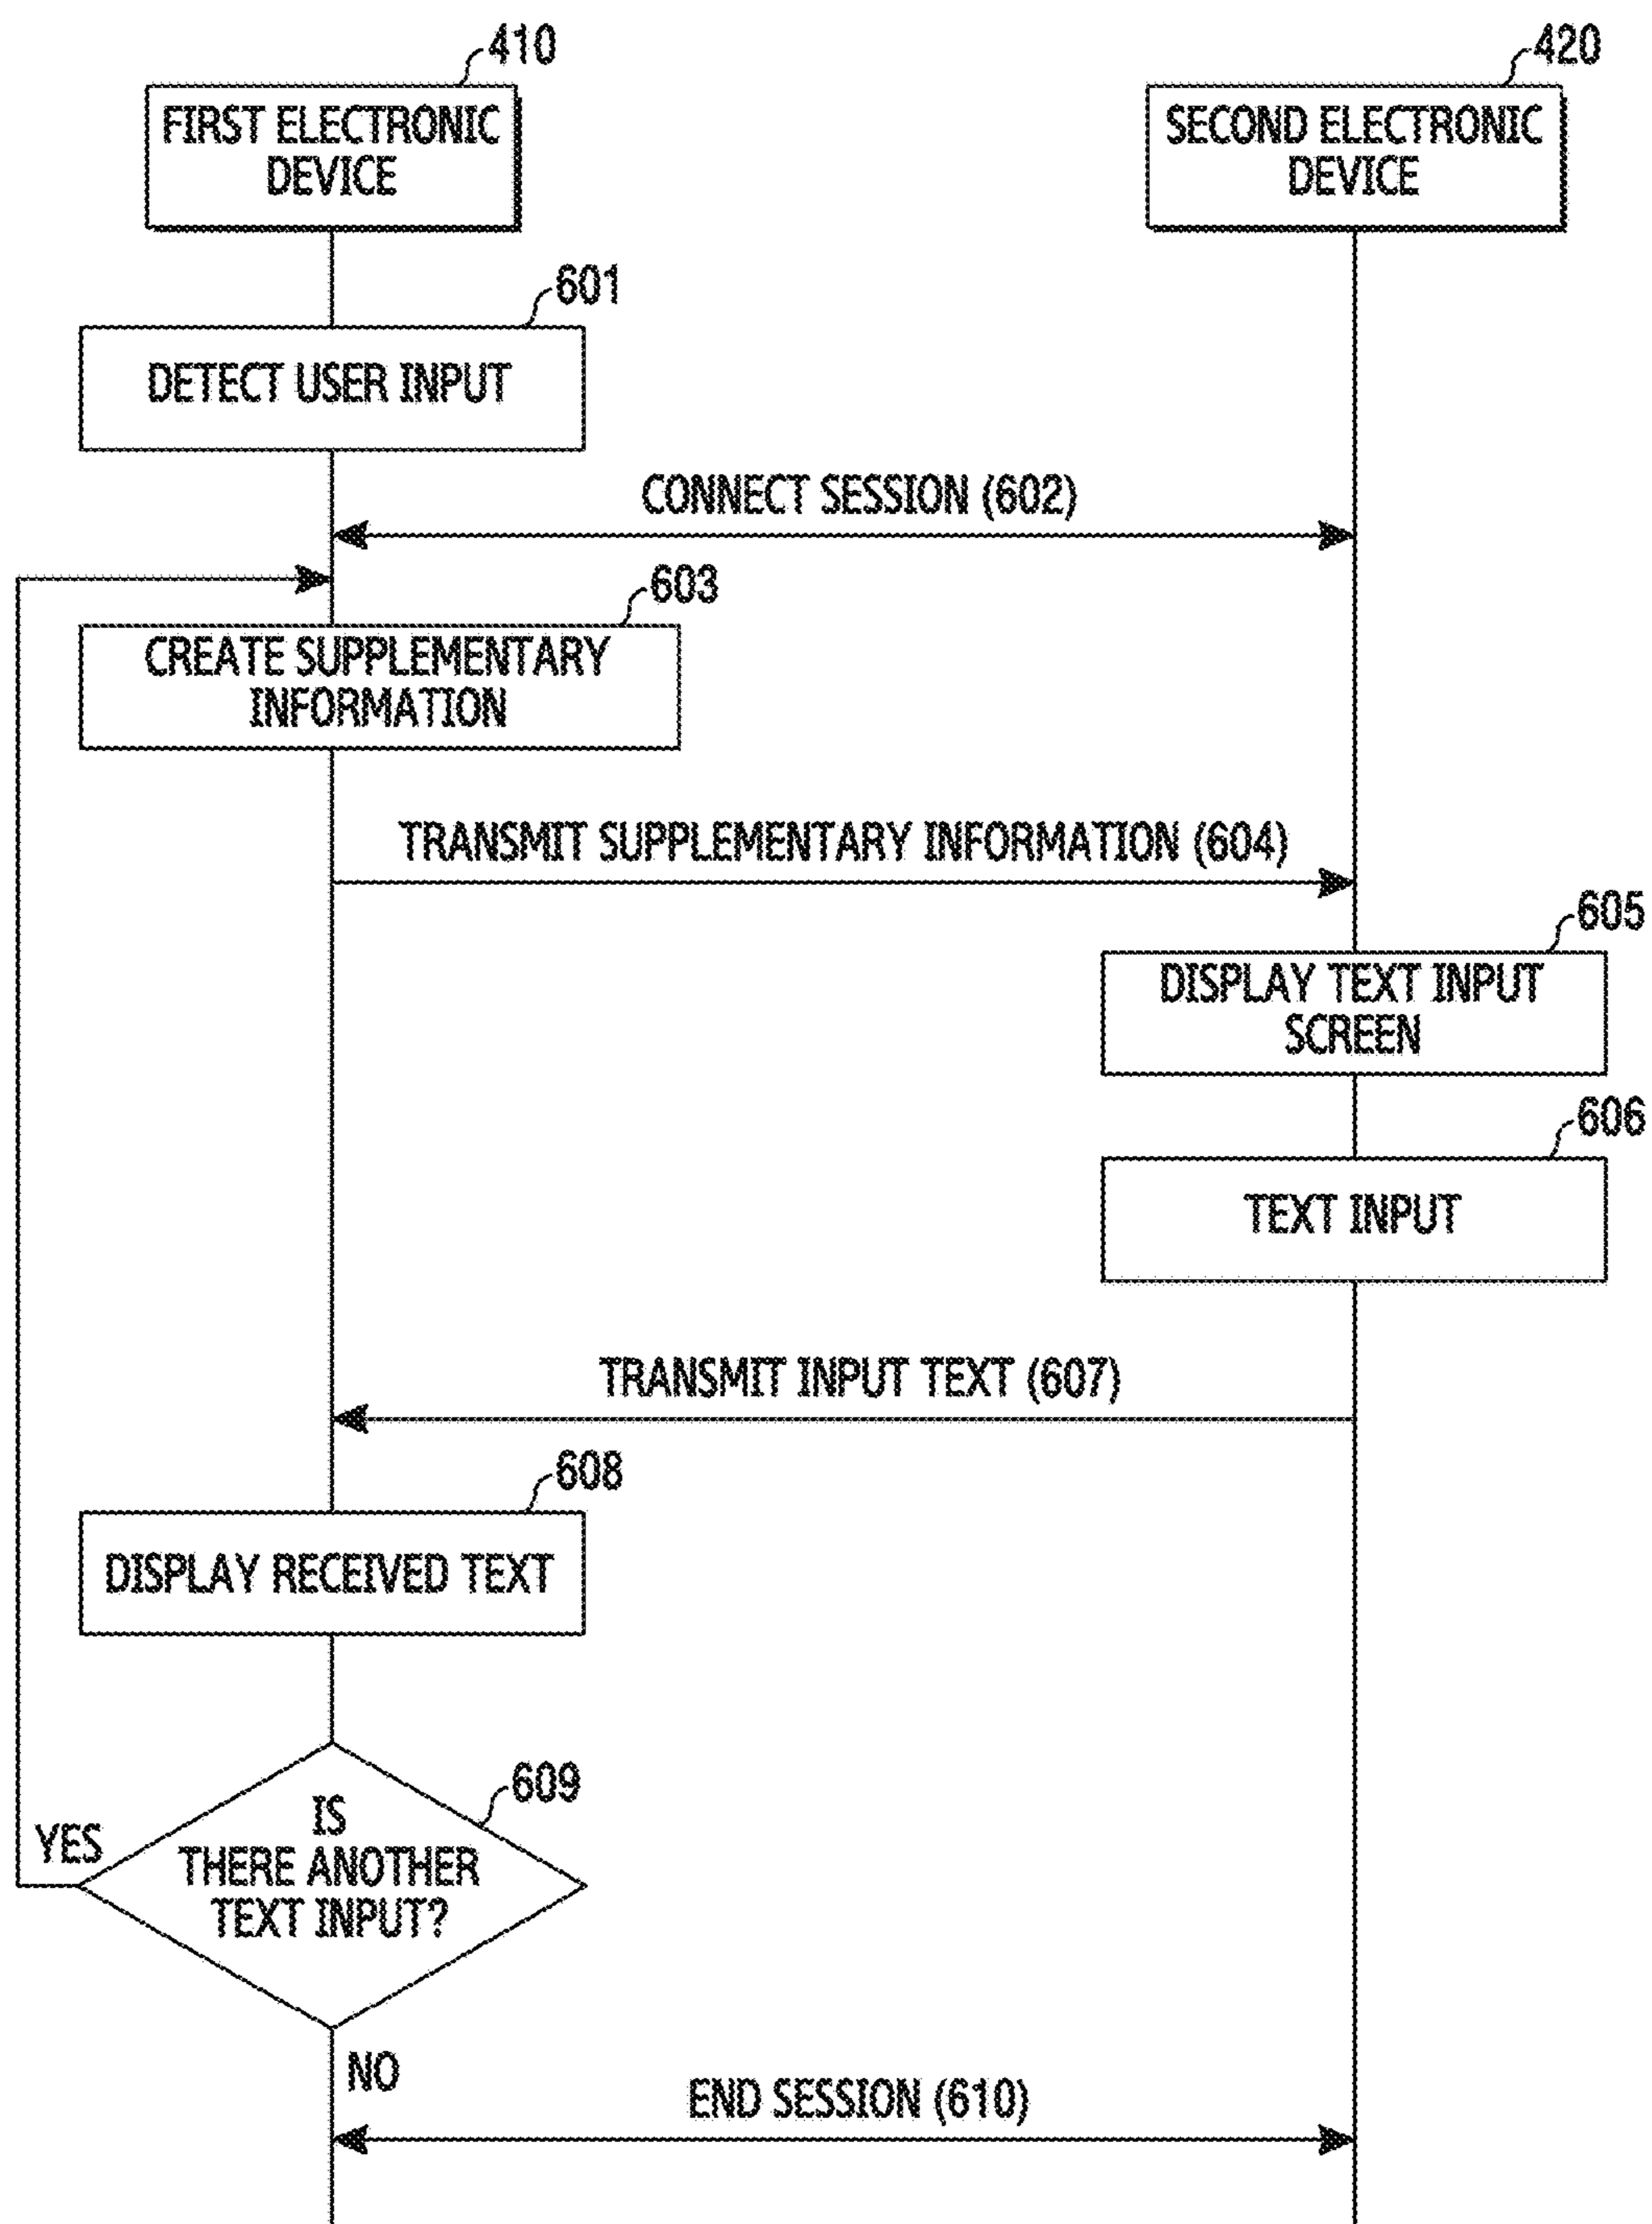 410
FIRST ELECTRONIC
DEVICE
420
SECOND ELECTRONIC
DEVICE
601
DETECT USER INPUT
CONNECT SESSION (602)
603
CREATE SUPPLEMENTARY
INFORMATION
TRANSMIT SUPPLEMENTARY INFORMATION (604)
605
DISPLAY TEXT INPUT
SCREEN
606
TEXT INPUT
TRANSMIT INPUT TEXT (607)
608
DISPLAY RECEIVED TEXT
609
IS
THERE ANOTHER
TEXT INPUT?
YES
NO
END SESSION (610)